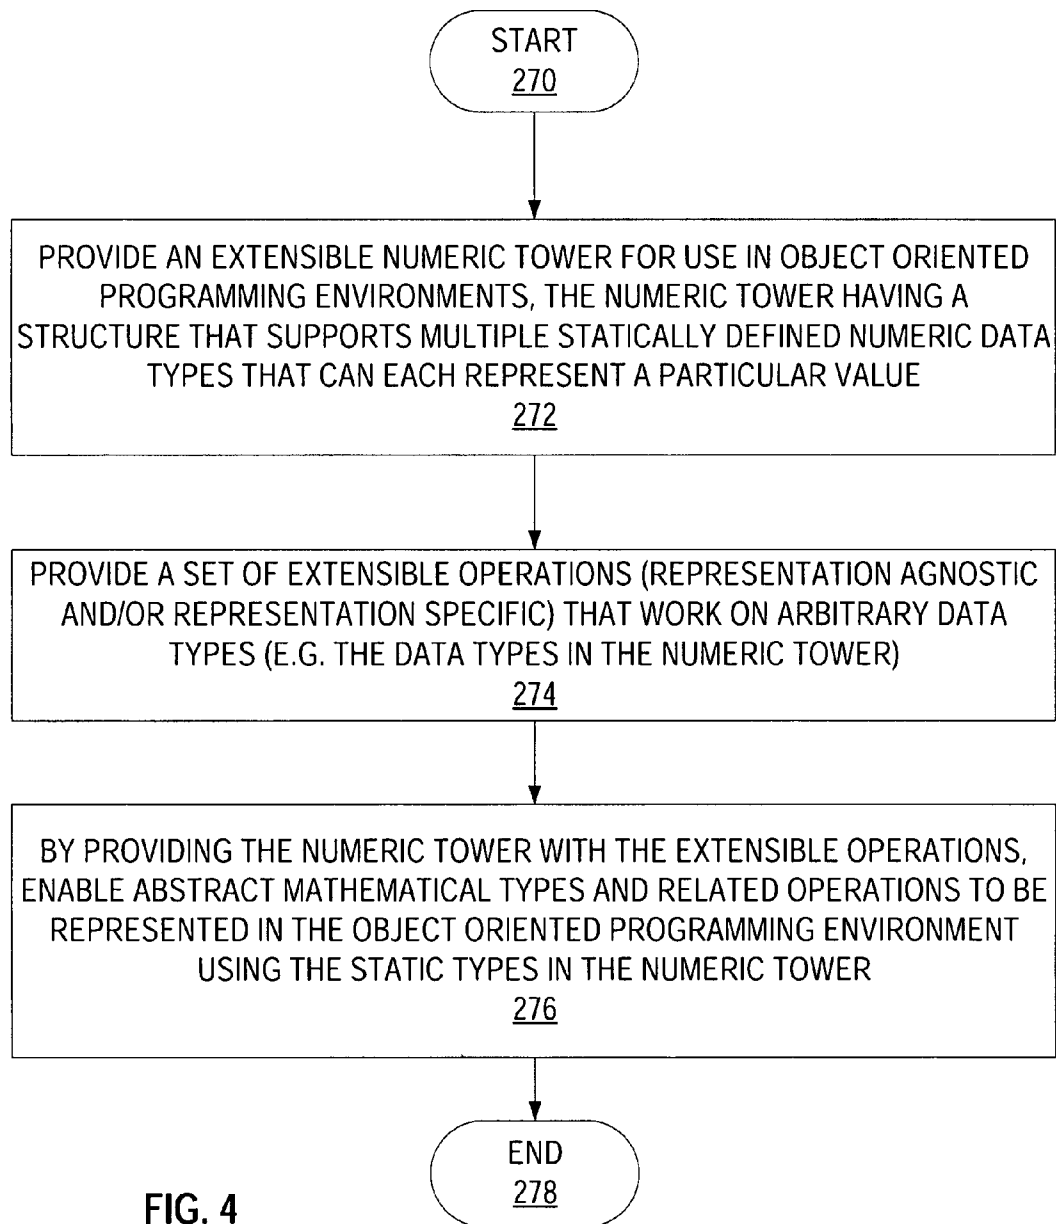 START
270
PROVIDE AN EXTENSIBLE NUMERIC TOWER FOR USE IN OBJECT ORIENTED
PROGRAMMING ENVIRONMENTS, THE NUMERIC TOWER HAVING A
STRUCTURE THAT SUPPORTS MULTIPLE STATICALLY DEFINED NUMERIC DATA
TYPES THAT CAN EACH REPRESENT A PARTICULAR VALUE
272
PROVIDE A SET OF EXTENSIBLE OPERATIONS (REPRESENTATION AGNOSTIC
AND/OR REPRESENTATION SPECIFIC) THAT WORK ON ARBITRARY DATA
TYPES (E.G. THE DATA TYPES IN THE NUMERIC TOWER)
274
BY PROVIDING THE NUMERIC TOWER WITH THE EXTENSIBLE OPERATIONS,
ENABLE ABSTRACT MATHEMATICAL TYPES AND RELATED OPERATIONS TO BE
REPRESENTED IN THE OBJECT ORIENTED PROGRAMMING ENVIRONMENT
USING THE STATIC TYPES IN THE NUMERIC TOWER
276
END
278
FIG. 4